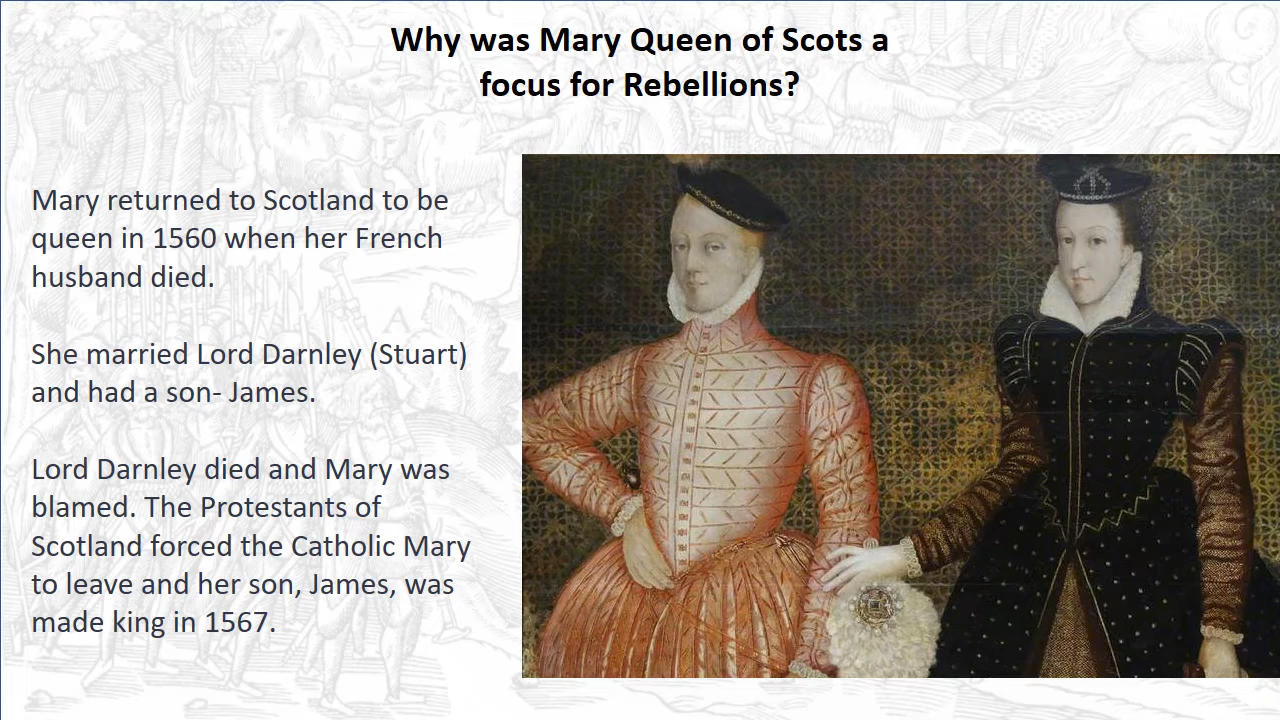 Why was Mary Queen of Scots a
focus for Rebellions?
Mary returned to Scotland to be
queen in 1560 when her French
husband died.
She married Lord Darnley (Stuart)
and had a son- James.
Lord Darnley died and Mary was
blamed. The Protestants of
Scotland forced the Catholic Mary
to leave and her son, James, was
made king in 1567.